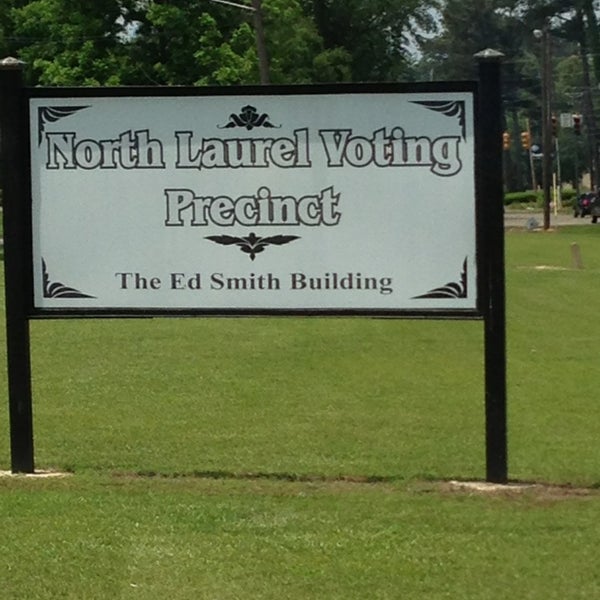 North Laurel Voting
Precinct
The Ed Smith Building